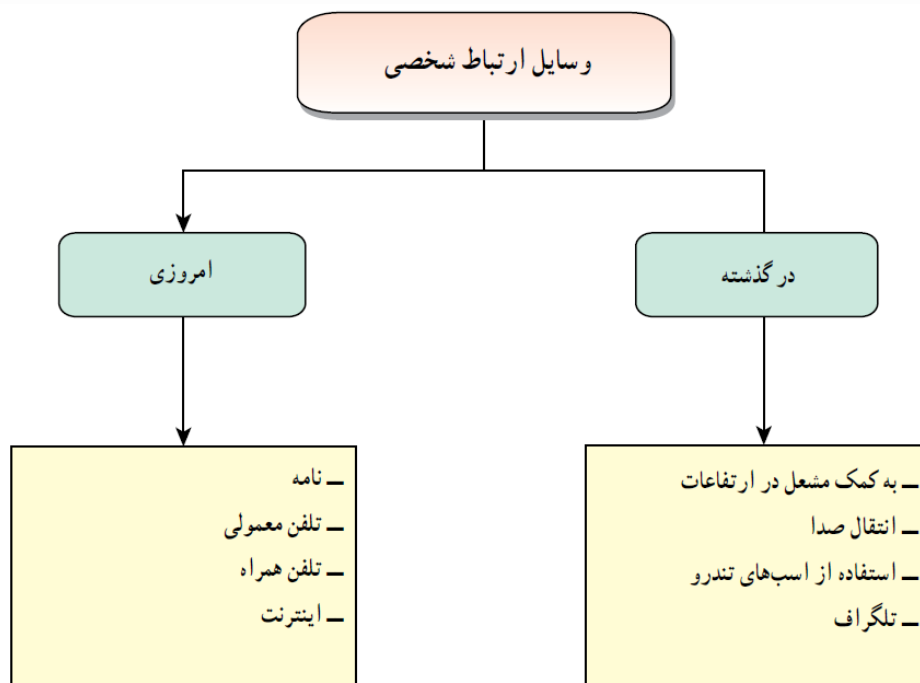 وسایل ارتباط شخصی
در گذشته
امروزی
ـ به کمک مشعل در ارتفاعات
ـ انتقال صدا
ـ استفاده از اسب‌های تندرو
ـ تلگراف
ـ نامه
ـ تلفن معمولی
ـ تلفن همراه
ـ اینترنت